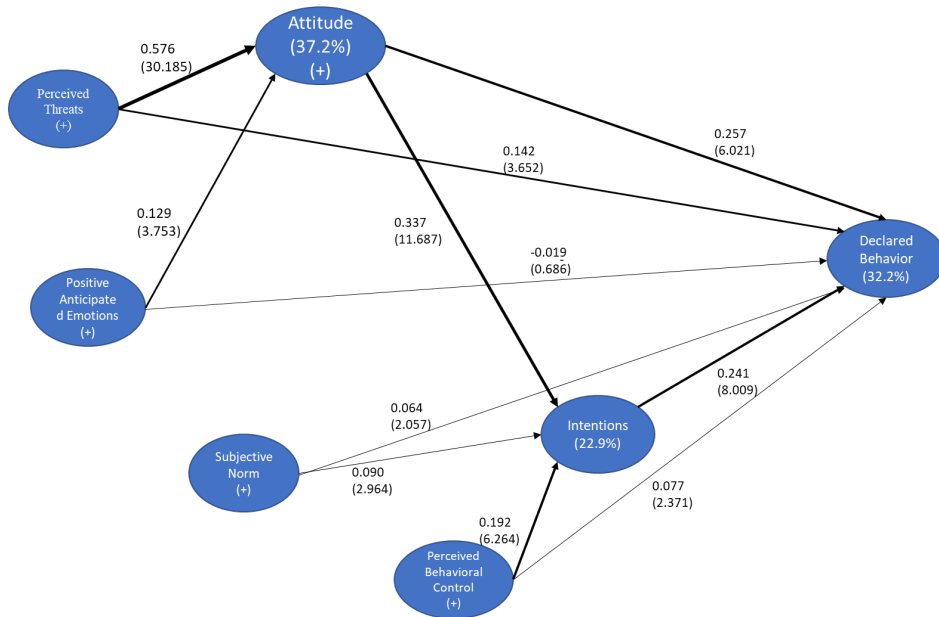 Attitude
(37.2%)
(+)
0.576
(30.185)
Perceived
Threats
(+)
0.257
(6.021)
0.142
(3.652)
0.129
(3.753)
0.337
(11.687)
-0.019
(0.686)
Declared
Behavior
(32.2%)
Positive
Anticipate
d Emotions
(+)
0.241
(8.009)
0.064
(2.057)
Intentions
(22.9%)
Subjective
Norm
(+)
0.090
(2.964)
0.077
(2.371)
0.192
(6.264)
Perceived
Behavioral
Control
(+)